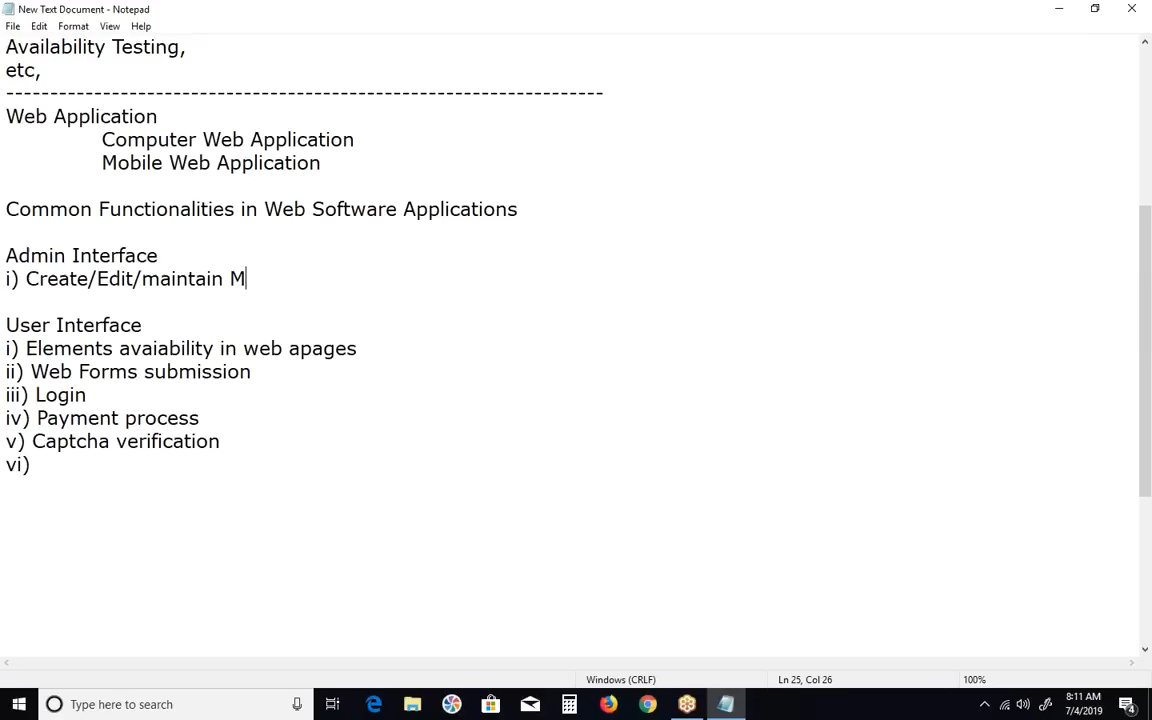 New Text Document - Notepad
File Edit Format View Help
Availability Testing,
etc,
--------------------------------------------------------------------
Web Application
Computer Web Application
Mobile Web Application
Common Functionalities in Web Software Applications
Admin Interface
i) Create/Edit/maintain M
User Interface
i) Elements avaiability in web apages
ii) Web Forms submission
iii) Login
iv) Payment process
v) Captcha verification
vi)
Windows (CRLF) Ln 25, Col 26 100%
Type here to search
8:11 AM
7/4/2019
4